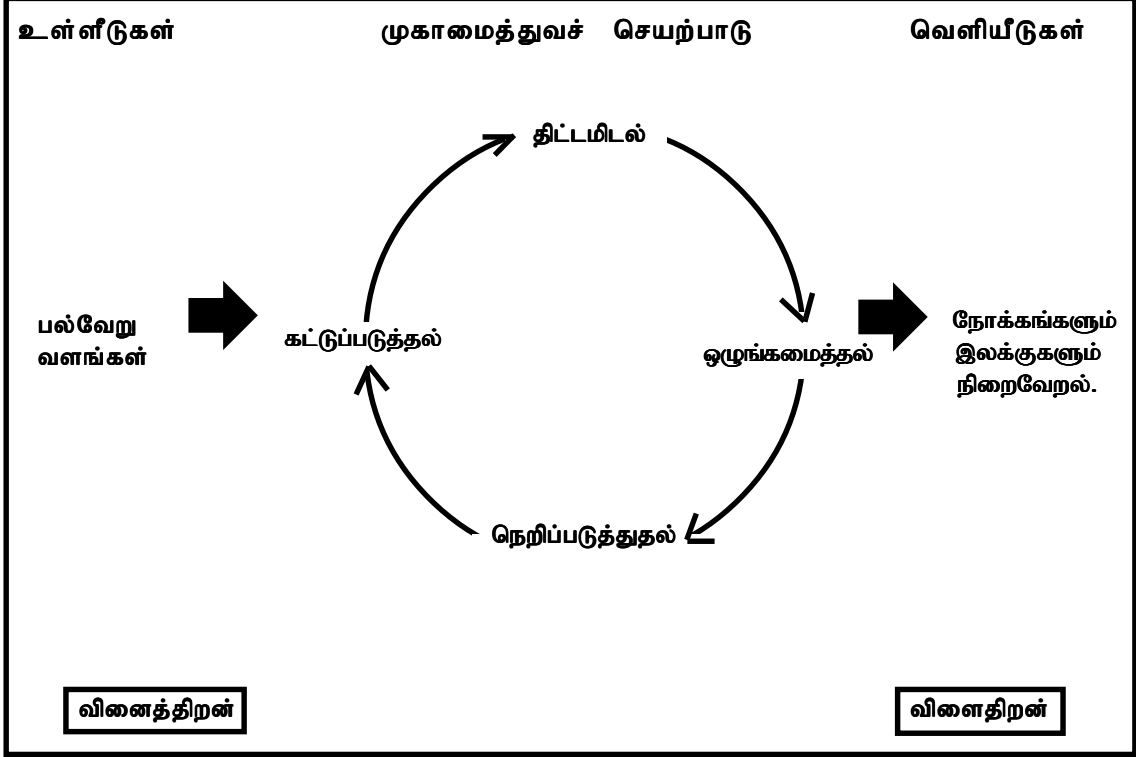 உள்ளீடுகள்
முகாமைத்துவச் செயற்பாடு
வெளியீடுகள்
திட்டமிடல்
பல்வேறு
வளங்கள்
கட்டுப்படுத்தல்
ஒழுங்கமைத்தல்
நோக்கங்களும்
இலக்குகளும்
நிறைவேறல்.
நெறிப்படுத்துதல்
வினைத்திறன்
விளைதிறன்